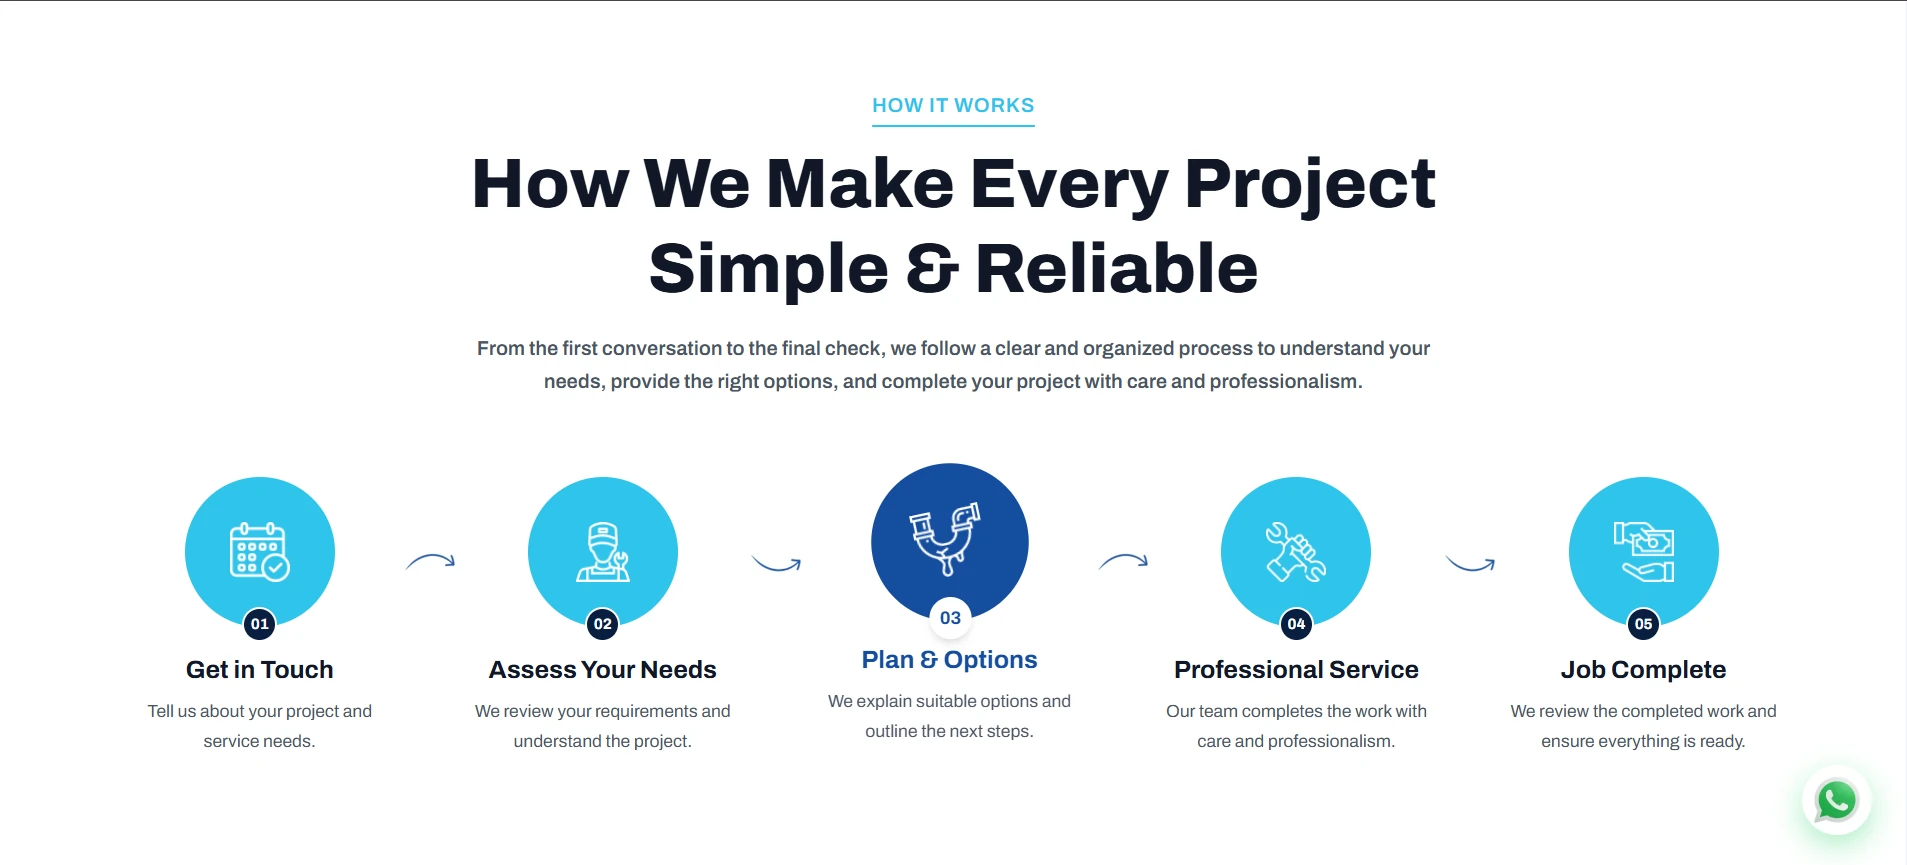 HOW IT WORKS
How We Make Every Project
Simple & Reliable
From the first conversation to the final check, we follow a clear and organized process to understand your
needs, provide the right options, and complete your project with care and professionalism.
01
Get in Touch
Tell us about your project and
service needs.
02
Assess Your Needs
We review your requirements and
understand the project.
03
Plan & Options
We explain suitable options and
outline the next steps.
04
Professional Service
Our team completes the work with
care and professionalism.
05
Job Complete
We review the completed work and
ensure everything is ready.